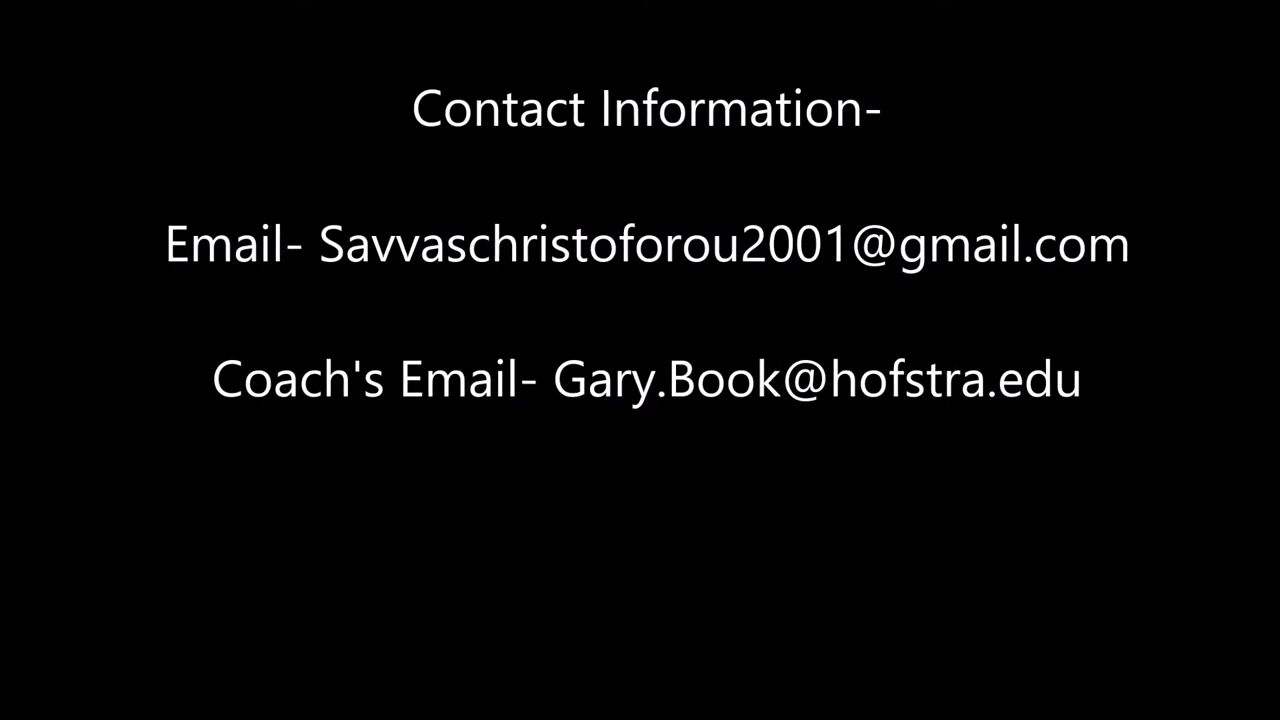 Contact Information-
Email- Savvaschristoforou2001@gmail.com
Coach's Email- Gary.Book@hofstra.edu